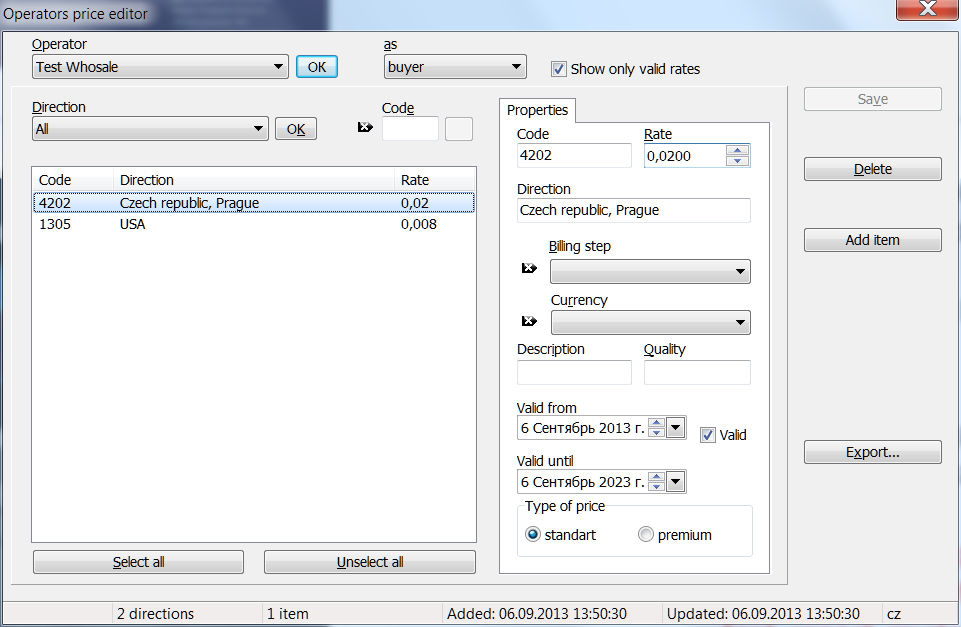 Operators price editor
Operator
as
Test Whosale
OK
buyer
Show only valid rates
Save
Direction
Code
All
OK
Properties
Code
Rate
4202
0,0200
Delete
Code Direction Rate
4202 Czech republic, Prague 0,02
1305 USA 0,008
Direction
Czech republic, Prague
Add item
Billing step
Currency
Description
Quality
Valid from
6 Сентябрь 2013 г.
Valid
Valid until
6 Сентябрь 2023 г.
Export...
Type of price
standart
premium
Select all
Unselect all
2 directions
1 item
Added: 06.09.2013 13:50:30
Updated: 06.09.2013 13:50:30
cz